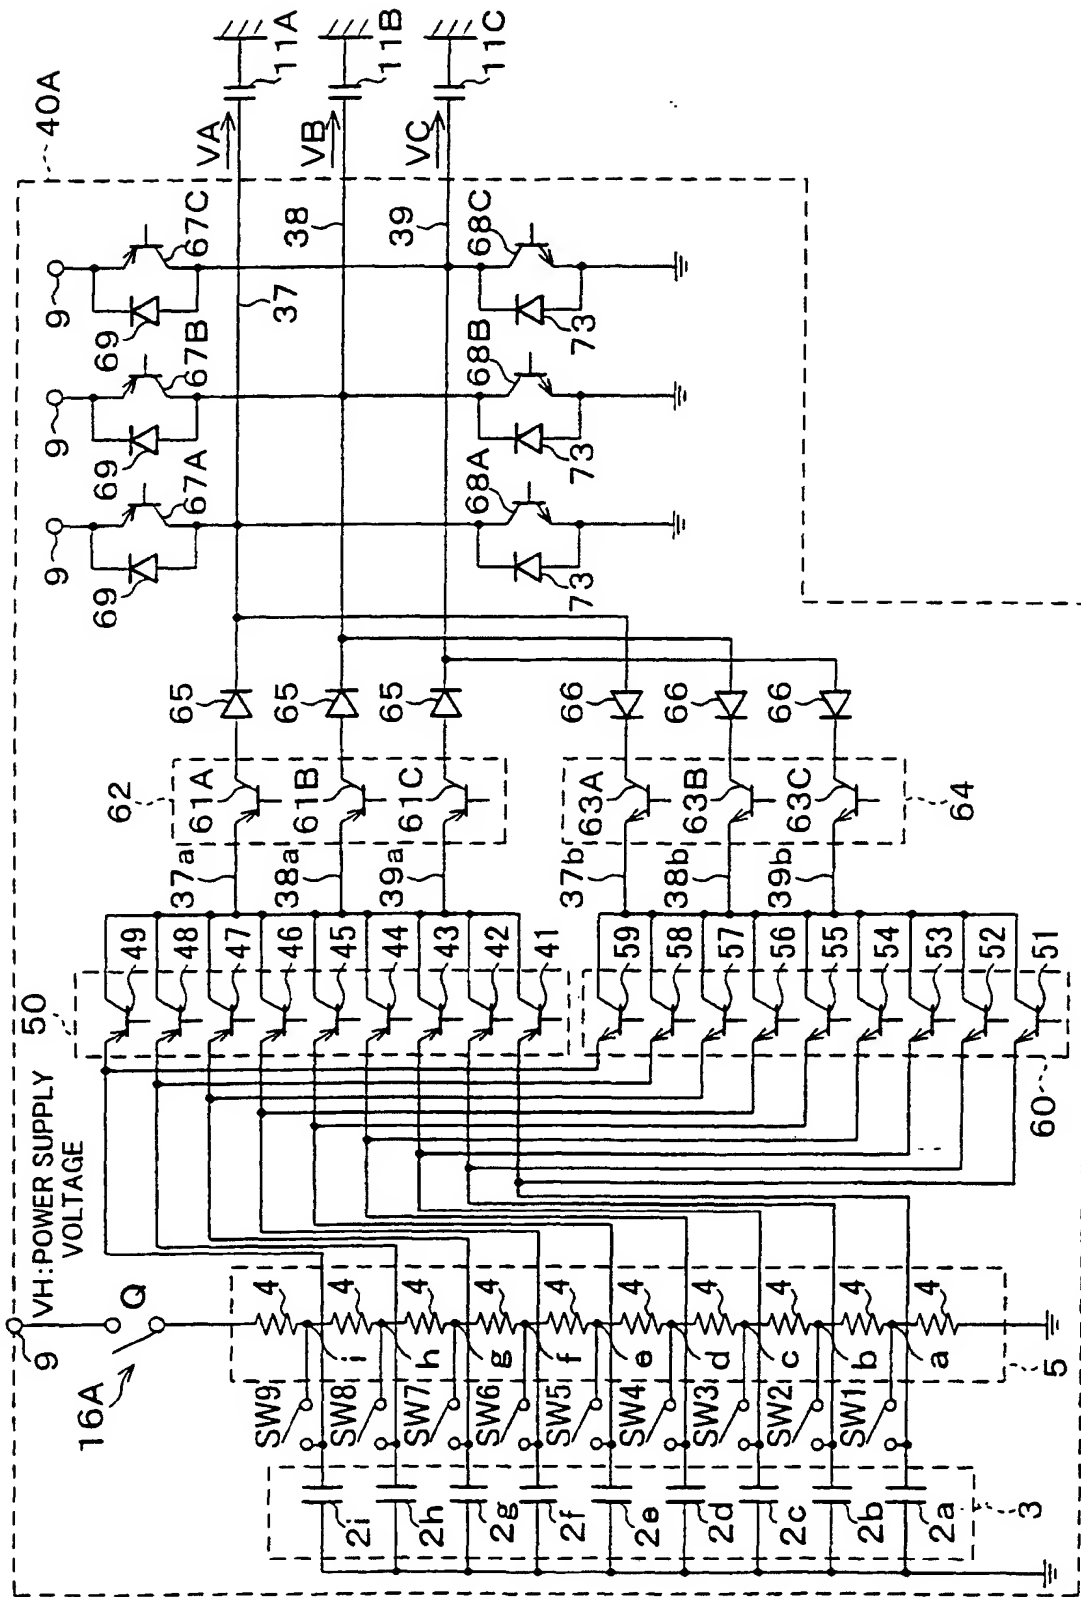 40A
VA
11A
VB
11B
VC
11C
9
69
67A
9
69
67B
9
69
67C
37
38
39
68A
73
68B
73
68C
73
65
65
65
66
66
66
62
61A
61B
61C
63A
63B
63C
64
37a
38a
39a
37b
38b
39b
50
49
48
47
46
45
44
43
42
41
59
58
57
56
55
54
53
52
51
60
9
VH:POWER SUPPLY
VOLTAGE
16A
Q
4
4
4
4
4
4
4
4
4
4
i
h
g
f
e
d
c
b
a
5
SW9
SW8
SW7
SW6
SW5
SW4
SW3
SW2
SW1
2i
2h
2g
2f
2e
2d
2c
2b
2a
3